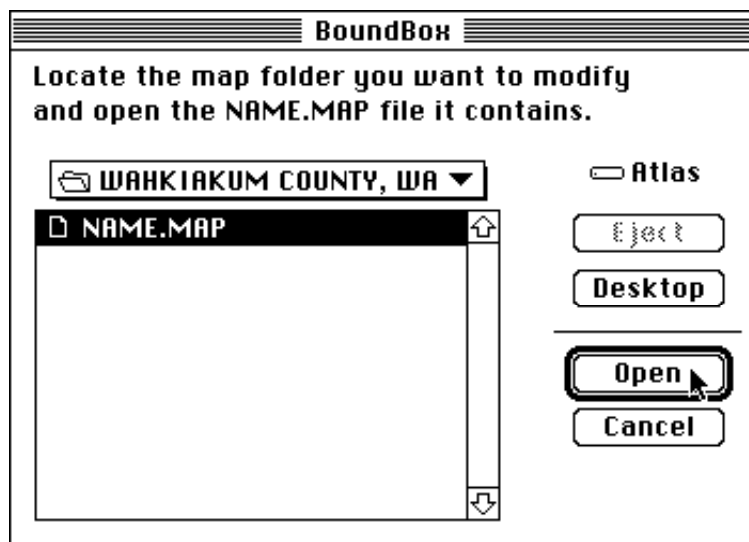 BoundBox
Locate the map folder you want to modify
and open the NAME.MAP file it contains.
WAHKIAKUM COUNTY, WA
Atlas
NAME.MAP
Eject
Desktop
Open
Cancel